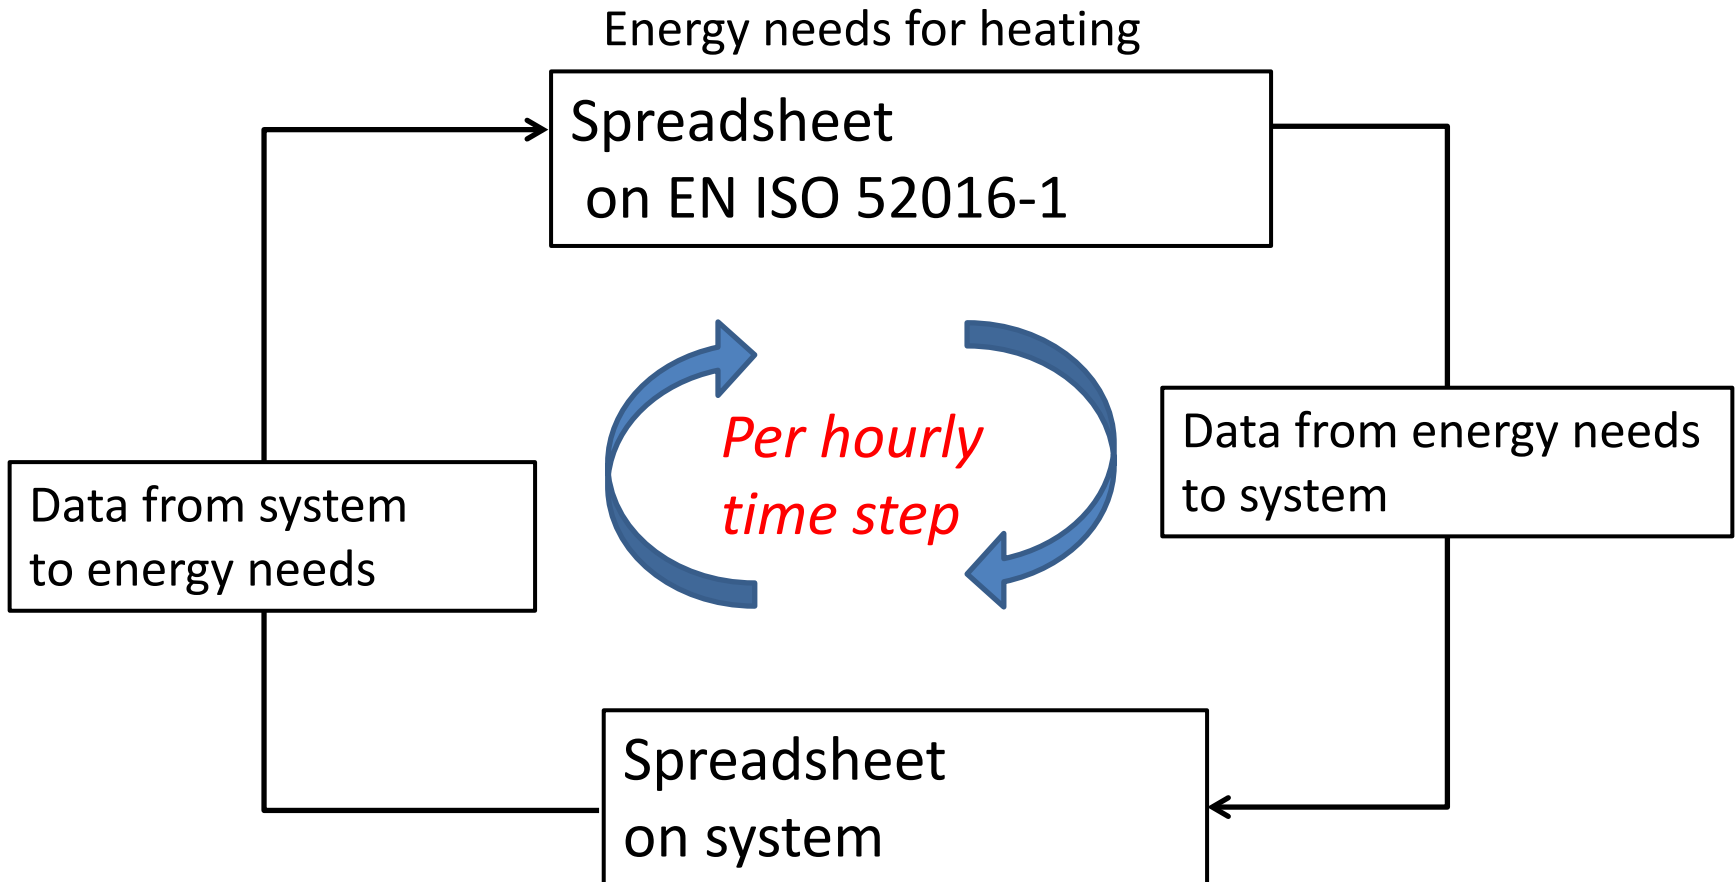 Energy needs for heating
Spreadsheet
on EN ISO 52016-1
Per hourly
time step
Data from energy needs
to system
Data from system
to energy needs
Spreadsheet
on system